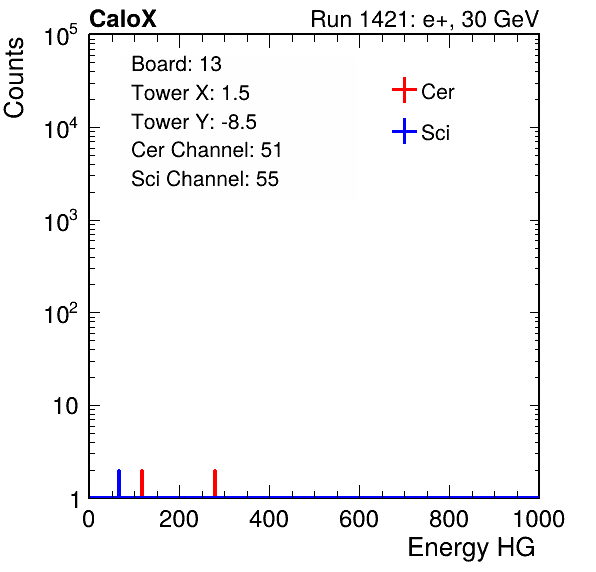 CaloX Run 1421: e+, 30 GeV
Counts
Board: 13
Tower X: 1.5
Tower Y: -8.5
Cer Channel: 51
Sci Channel: 55
Cer
Sci
10^5
10^4
10^3
10^2
10
1
0 200 400 600 800 1000
Energy HG